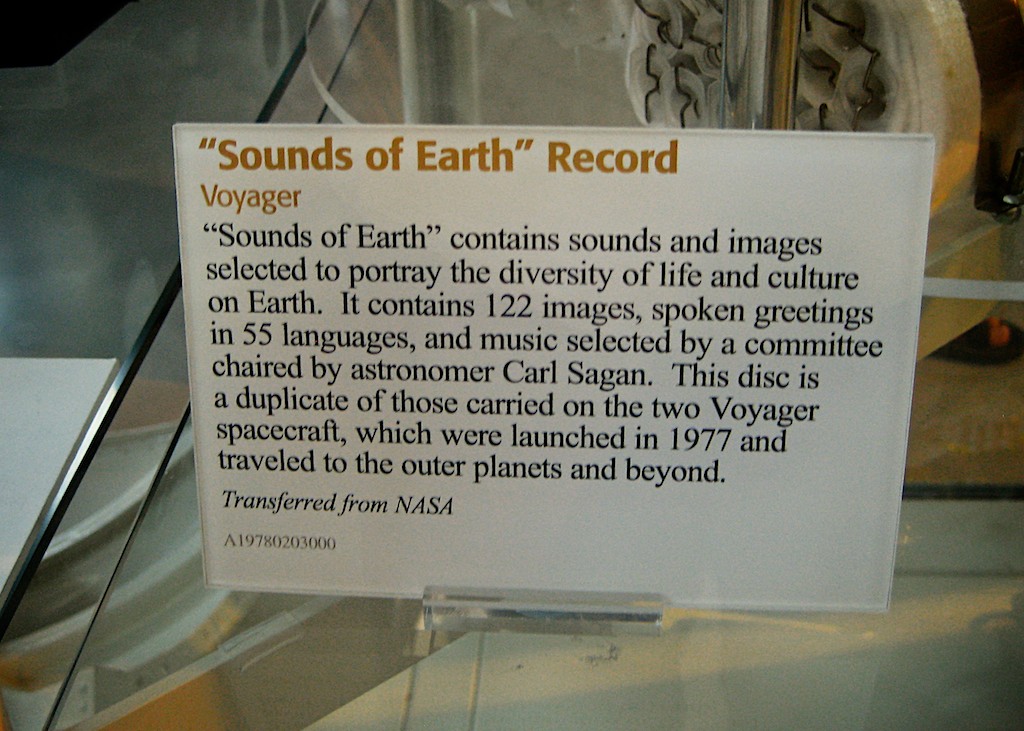 “Sounds of Earth” Record
Voyager
“Sounds of Earth” contains sounds and images
selected to portray the diversity of life and culture
on Earth. It contains 122 images, spoken greetings
in 55 languages, and music selected by a committee
chaired by astronomer Carl Sagan. This disc is
a duplicate of those carried on the two Voyager
spacecraft, which were launched in 1977 and
traveled to the outer planets and beyond.
Transferred from NASA
A19780203000